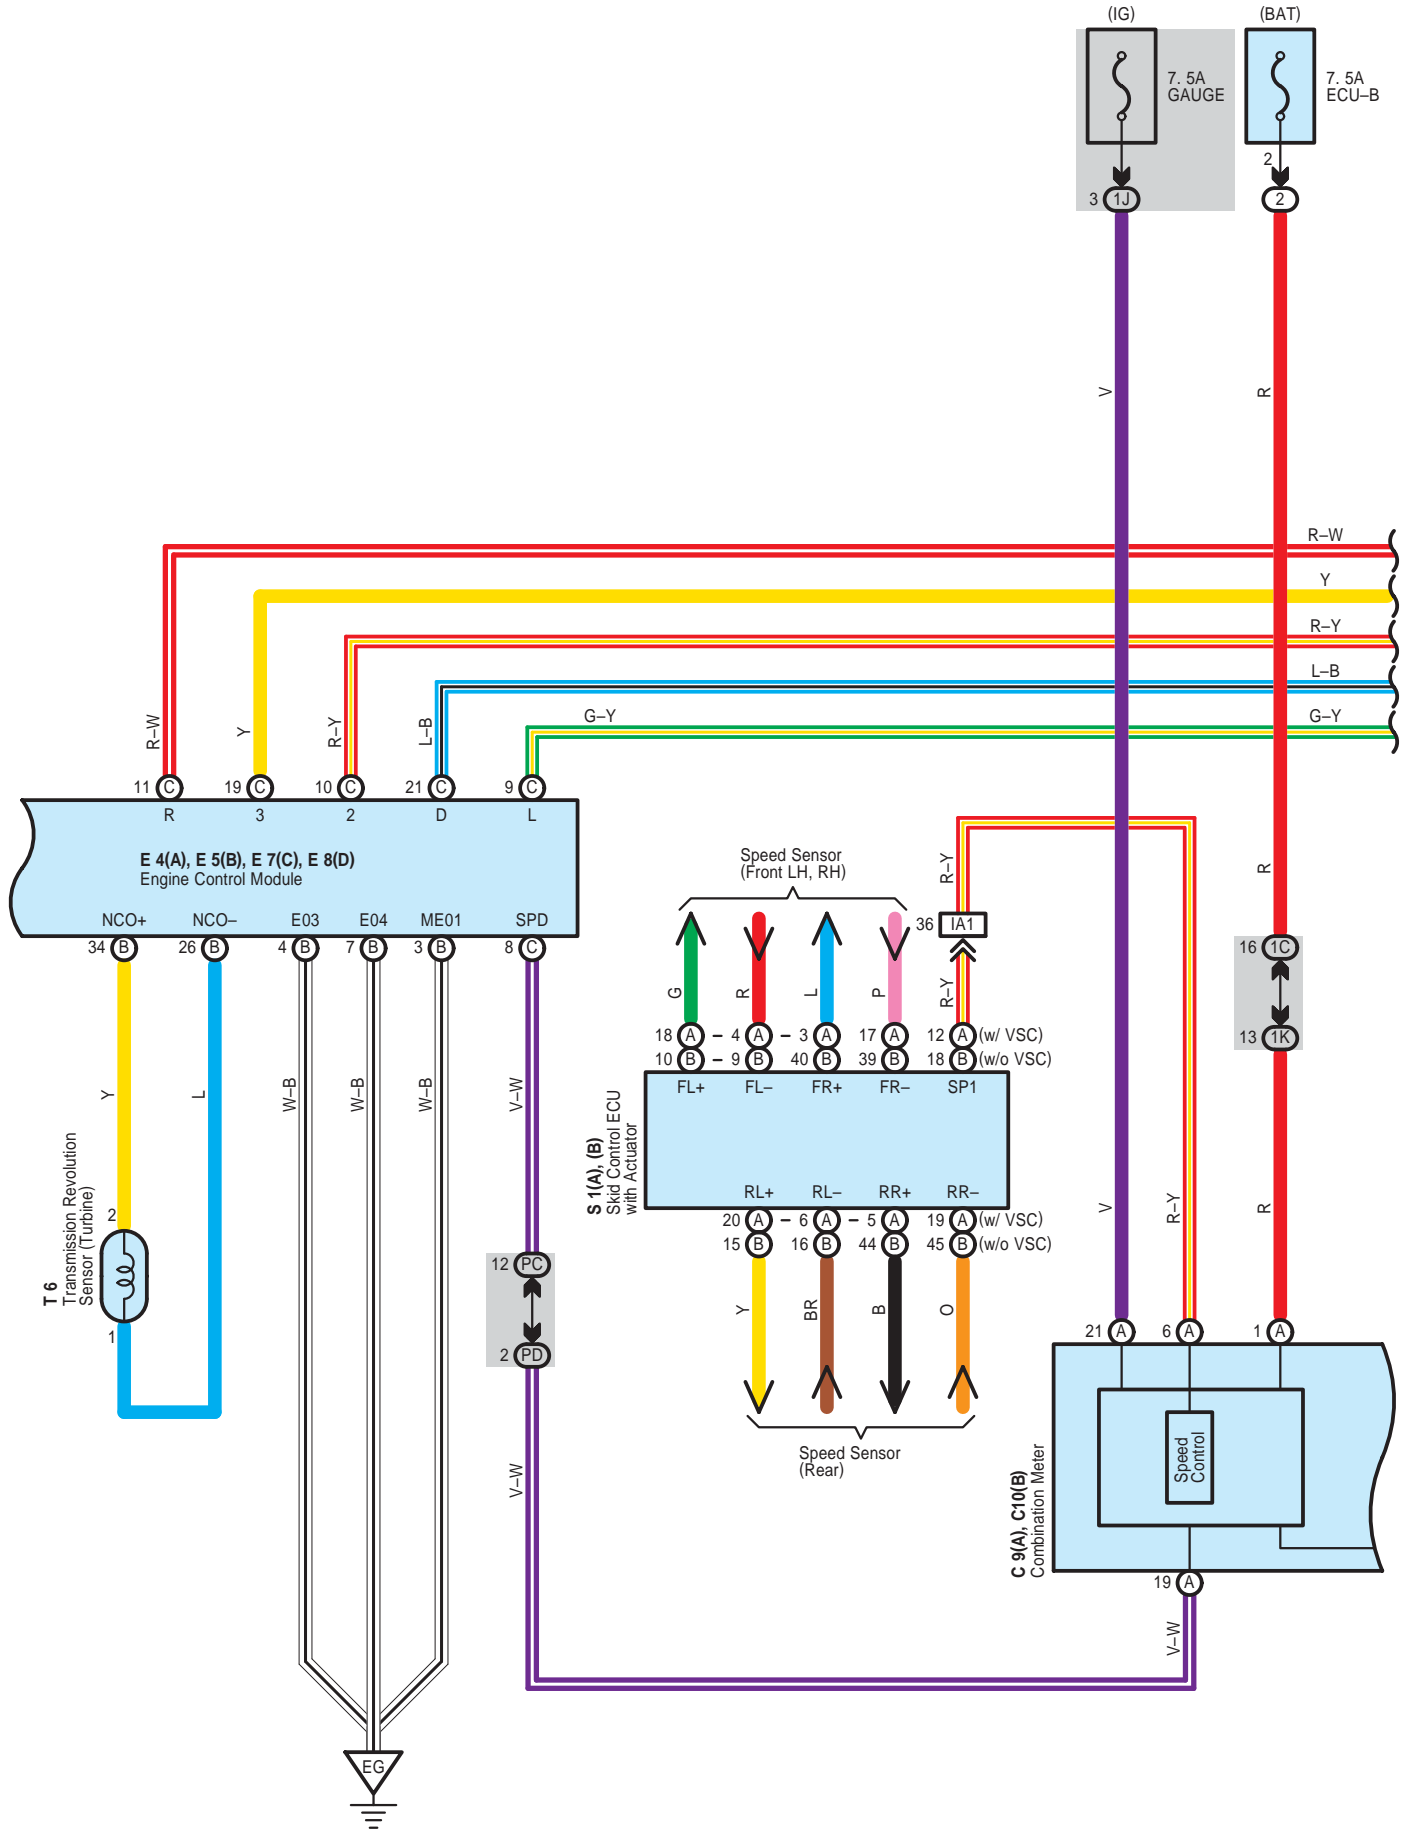 (IG)
(BAT)
7. 5A
GAUGE
7. 5A
ECU–B
2
3 1J
2
V
R
R–W
Y
R–Y
L–B
G–Y
G–Y
R–W
Y
R–Y
L–B
11 C
19 C
10 C
21 C
9 C
R
3
2
D
L
E 4(A), E 5(B), E 7(C), E 8(D)
Engine Control Module
NCO+
NCO–
E03
E04
ME01
SPD
34 B
26 B
4 B
7 B
3 B
8 C
Y
L
W–B
W–B
W–B
V–W
T 6
Transmission Revolution
Sensor (Turbine)
2
1
12 PC
2 PD
V–W
EG
Speed Sensor
(Front LH, RH)
R–Y
36 IA1
G
R
L
P
R–Y
18 A – 4 A – 3 A 17 A 12 A (w/ VSC)
10 B – 9 B 40 B 39 B 18 B (w/o VSC)
FL+
FL–
FR+
FR–
SP1
S 1(A), (B)
Skid Control ECU
with Actuator
RL+
RL–
RR+
RR–
20 A – 6 A – 5 A 19 A (w/ VSC)
15 B 16 B 44 B 45 B (w/o VSC)
Y
BR
B
O
Speed Sensor
(Rear)
R
16 1C
13 1K
V
R–Y
R
21 A
6 A
1 A
Speed
Control
C 9(A), C10(B)
Combination Meter
19 A
V–W